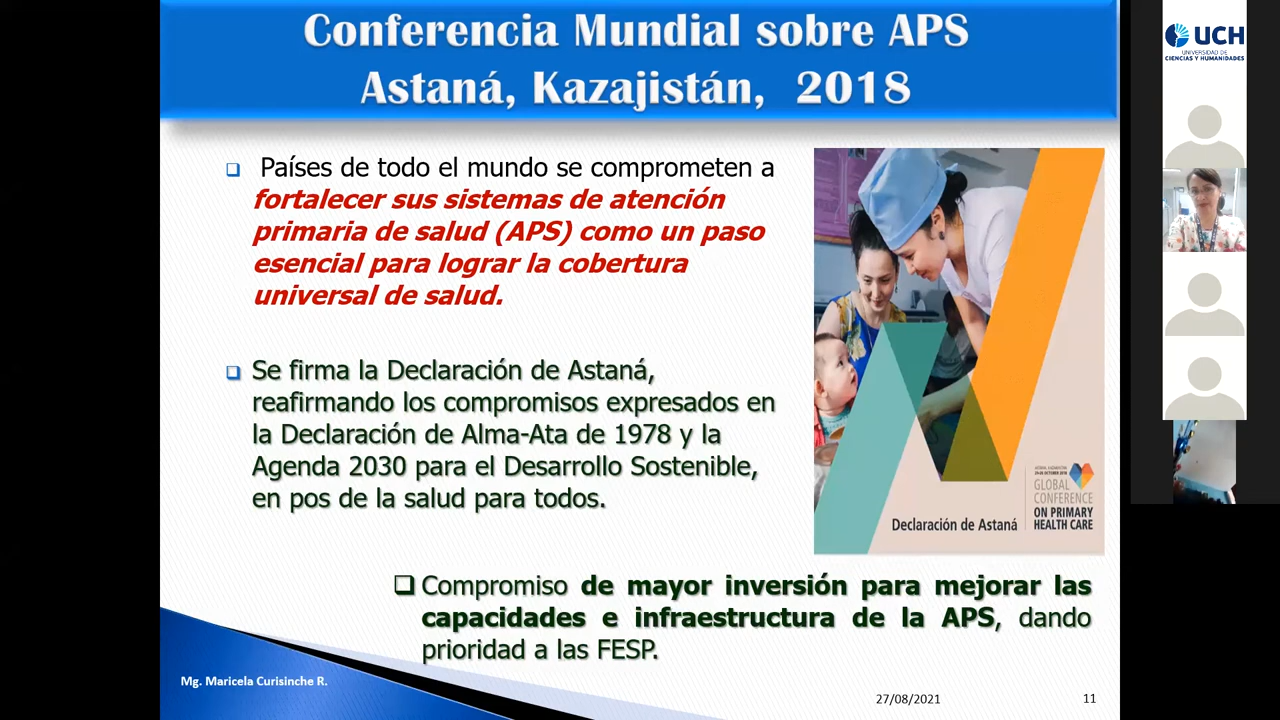 Conferencia Mundial sobre APS
Astaná, Kazajistán, 2018
Países de todo el mundo se comprometen a
fortalecer sus sistemas de atención
primaria de salud (APS) como un paso
esencial para lograr la cobertura
universal de salud.
Se firma la Declaración de Astaná,
reafirmando los compromisos expresados en
la Declaración de Alma-Ata de 1978 y la
Agenda 2030 para el Desarrollo Sostenible,
en pos de la salud para todos.
Declaración de Astaná
GLOBAL
CONFERENCE
ON PRIMARY
HEALTH CARE
Compromiso de mayor inversión para mejorar las
capacidades e infraestructura de la APS, dando
prioridad a las FESP.
Mg. Maricela Curisinche R.
27/08/2021
11
UCH
UNIVERSIDAD DE
CIENCIAS Y HUMANIDADES